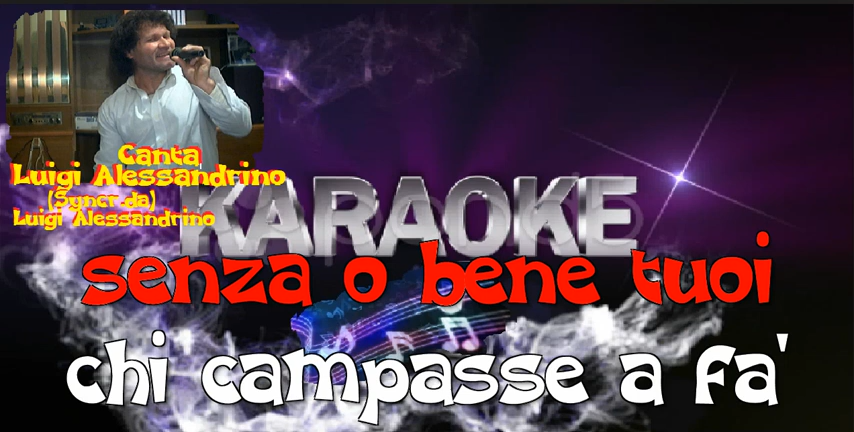 Canta
Luigi Alessandrino
(Syncr.da)
Luigi Alessandrino
KARAOKE
senza o bene tuoi
chi campasse a fa'